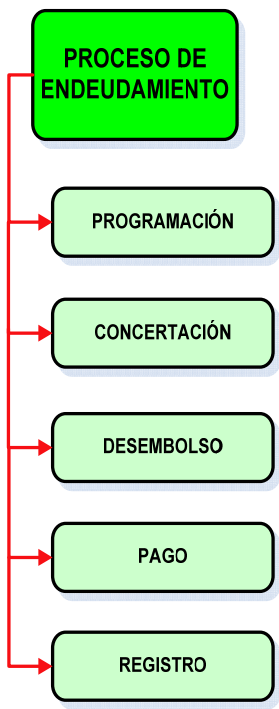 PROCESO DE
ENDEUDAMIENTO
PROGRAMACIÓN
CONCERTACIÓN
DESEMBOLSO
PAGO
REGISTRO